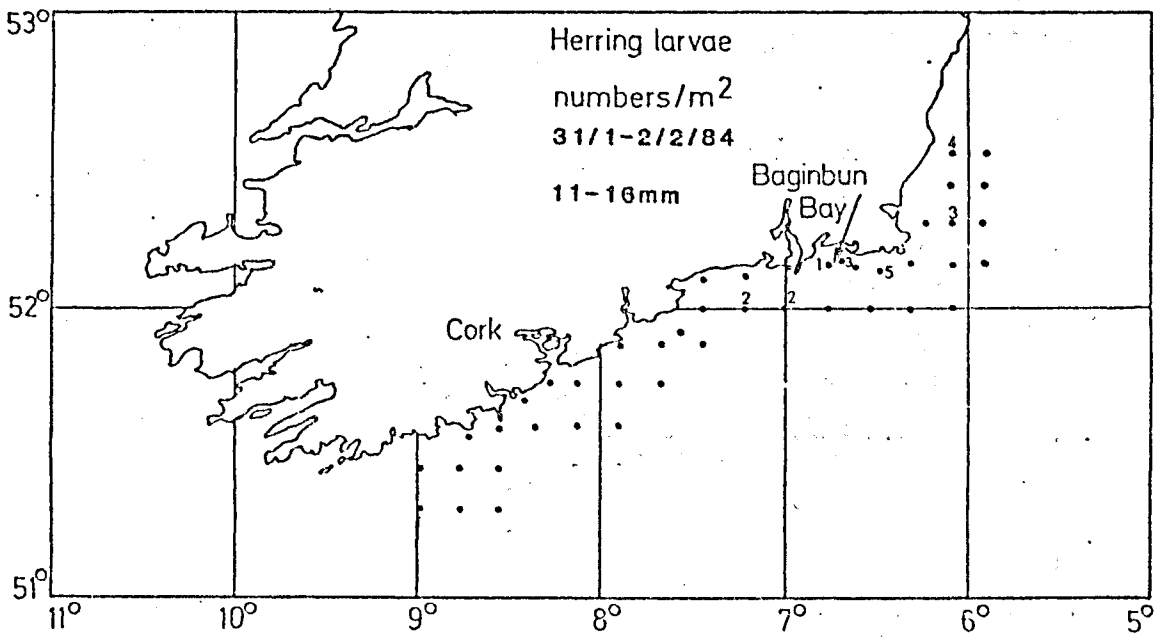 53°
Herring larvae
numbers/m²
31/1-2/2/84
11-16mm
Baginbun
Bay
4
3
1 3 5
52°
2 2
Cork
51°
11° 10° 9° 8° 7° 6° 5°